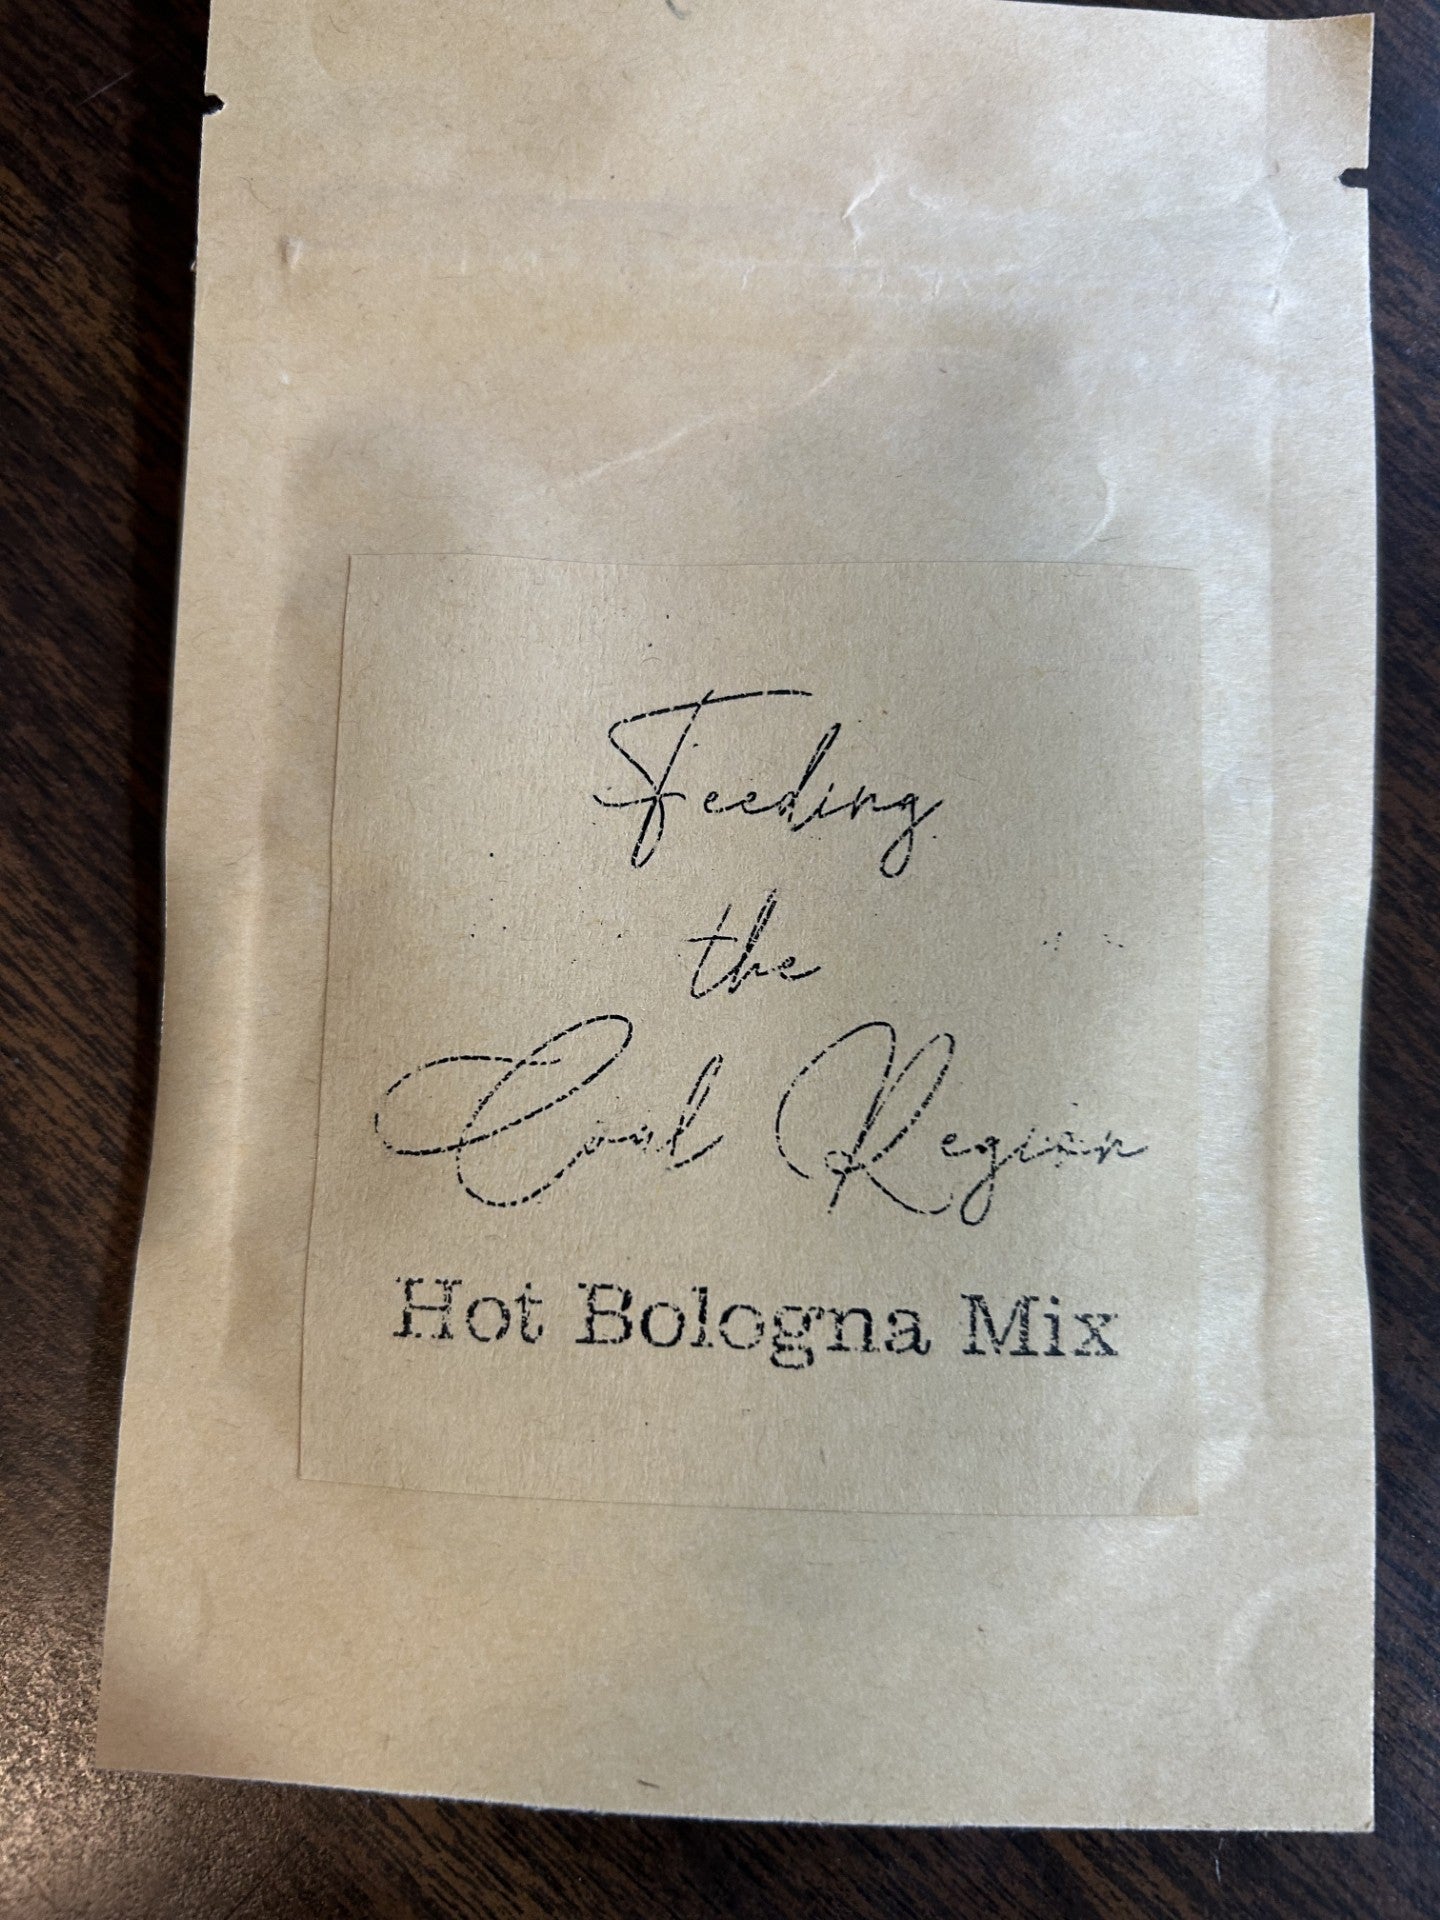 Feeding
the
Coal Region
Hot Bologna Mix